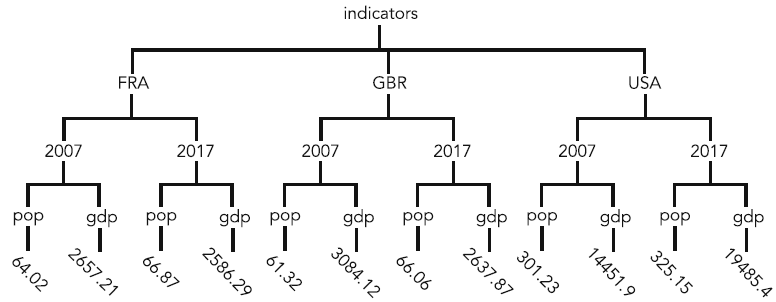 indicators
FRA GBR USA
2007 2017 2007 2017 2007 2017
pop gdp pop gdp pop gdp pop gdp pop gdp pop gdp
64.02 2657.21 66.87 2586.29 61.32 3084.12 66.06 2637.87 301.23 14451.9 325.15 19485.4